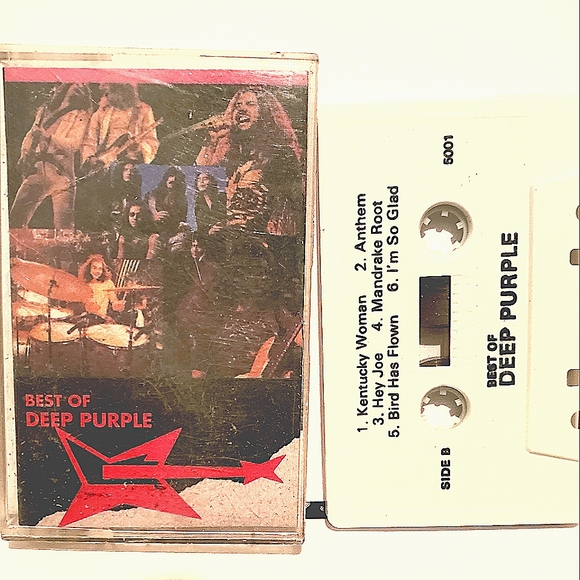 BEST OF
DEEP PURPLE
1. Kentucky Woman 2. Anthem
3. Hey Joe 4. Mandrake Root
5. Bird Has Flown 6. I'm So Glad
SIDE B
5001
BEST OF
DEEP PURPLE